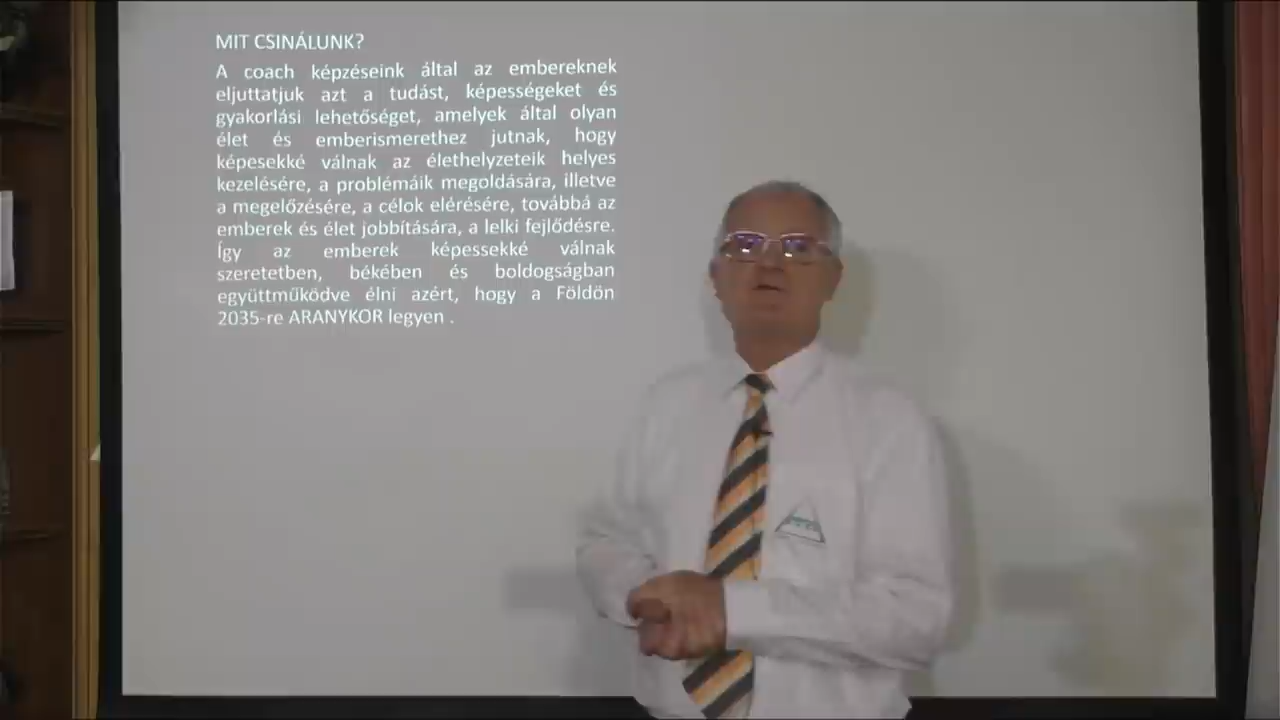 MIT CSINÁLUNK?
A coach képzéseink által az embereknek
eljuttatjuk azt a tudást, képességeket és
gyakorlási lehetőséget, amelyek által olyan
élet és emberismerethez jutnak, hogy
képesekké válnak az élethelyzeteik helyes
kezelésére, a problémáik megoldására, illetve
a megelőzésére, a célok elérésére, továbbá az
emberek és élet jobbítására, a lelki fejlődésre.
Így az emberek képessekké válnak
szeretetben, békében és boldogságban
együttműködve élni azért, hogy a Földön
2035-re ARANYKOR legyen .